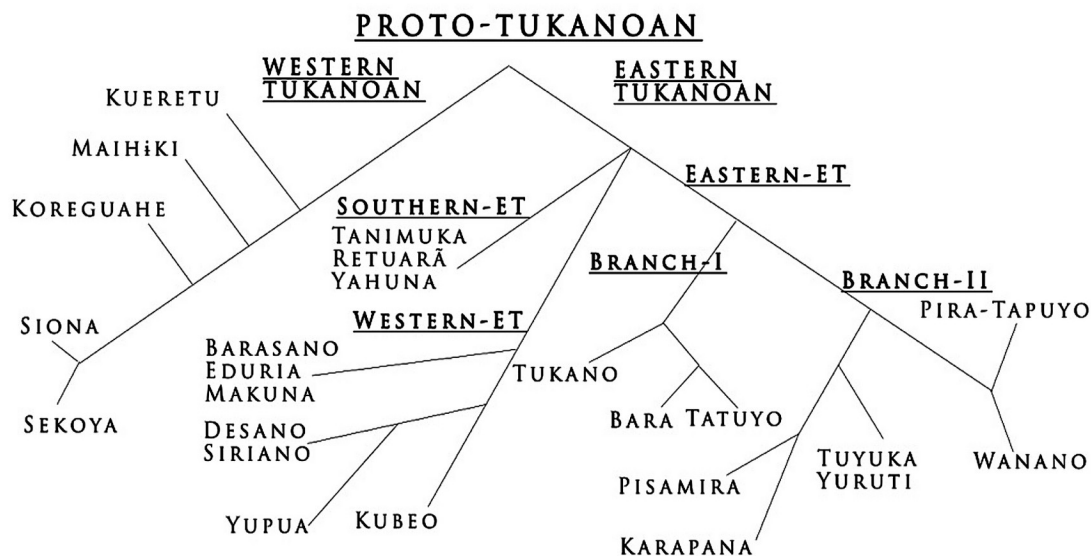 PROTO-TUKANOAN
WESTERN
TUKANOAN
EASTERN
TUKANOAN
KUERETU
MAIHɨKI
KOREGUAHE
SIONA
SEKOYA
SOUTHERN-ET
TANIMUKA
RETUARÃ
YAHUNA
WESTERN-ET
BARASANO
EDURIA
MAKUNA
DESANO
SIRIANO
YUPUA
KUBEO
EASTERN-ET
BRANCH-I
TUKANO
BARA TATUYO
BRANCH-II
PIRA-TAPUYO
PISAMIRA
KARAPANA
TUYUKA
YURUTI
WANANO